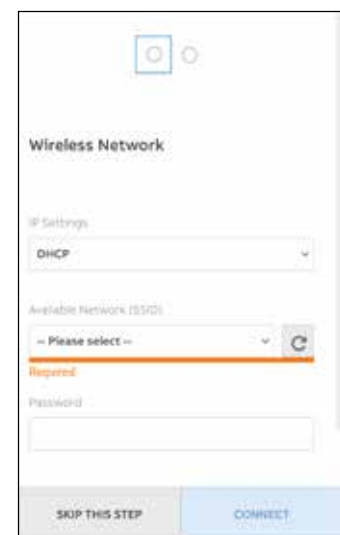 Wireless Network
IP Settings
DHCP
Available Network (SSID)
-- Please select --
Required
Password
SKIP THIS STEP
CONNECT